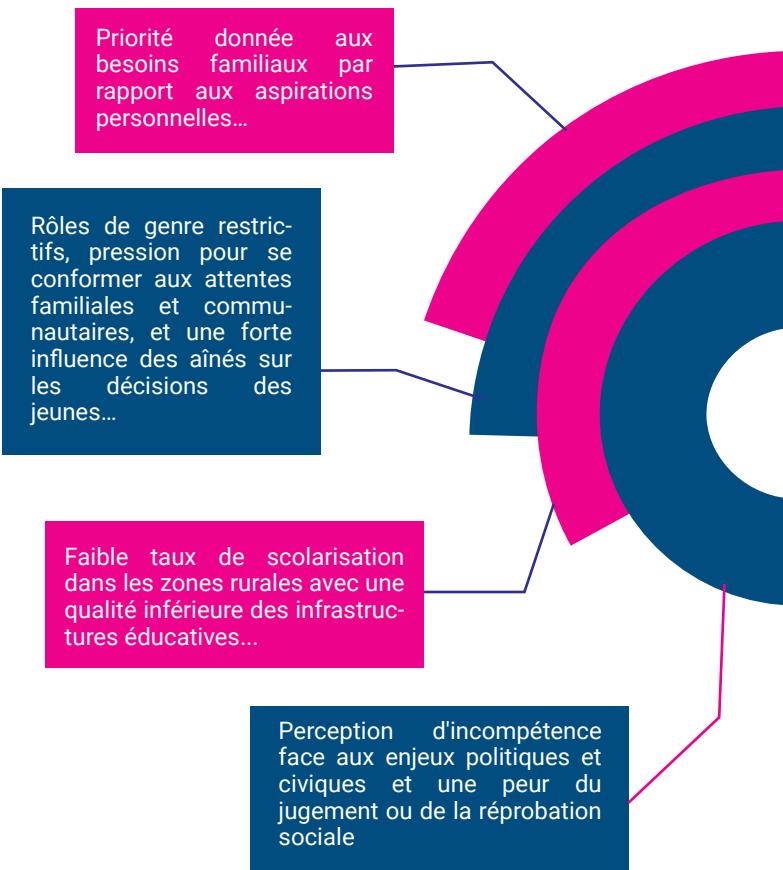 Priorité donnée aux
besoins familiaux par
rapport aux aspirations
personnelles...
Rôles de genre restric-
tifs, pression pour se
conformer aux attentes
familiales et commu-
nautaires, et une forte
influence des aînés sur
les décisions des
jeunes...
Faible taux de scolarisation
dans les zones rurales avec une
qualité inférieure des infrastruc-
tures éducatives...
Perception d'incompétence
face aux enjeux politiques et
civiques et une peur du
jugement ou de la réprobation
sociale